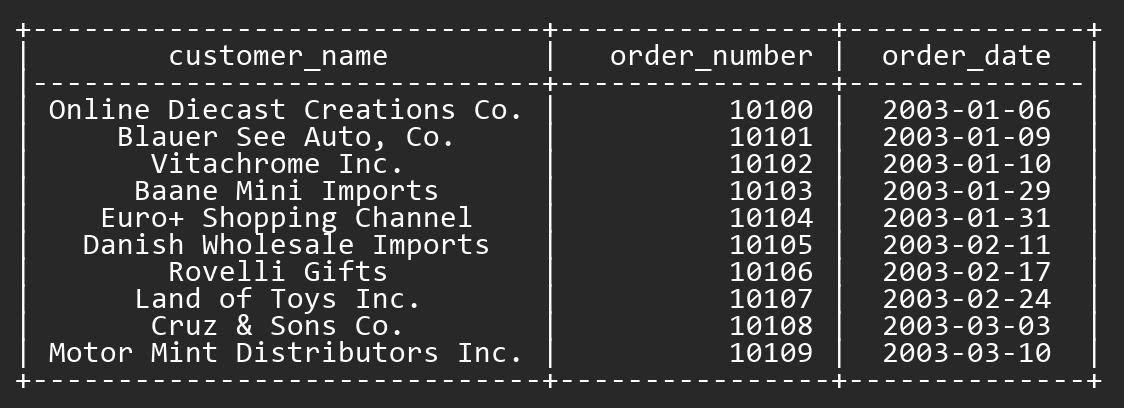 +------------------------------+----------------+--------------+
|        customer_name         |   order_number |  order_date  |
|------------------------------+----------------+--------------|
| Online Diecast Creations Co. |          10100 |  2003-01-06  |
|     Blauer See Auto, Co.     |          10101 |  2003-01-09  |
|       Vitachrome Inc.        |          10102 |  2003-01-10  |
|      Baane Mini Imports      |          10103 |  2003-01-29  |
|    Euro+ Shopping Channel    |          10104 |  2003-01-31  |
|   Danish Wholesale Imports   |          10105 |  2003-02-11  |
|        Rovelli Gifts         |          10106 |  2003-02-17  |
|      Land of Toys Inc.       |          10107 |  2003-02-24  |
|       Cruz & Sons Co.        |          10108 |  2003-03-03  |
| Motor Mint Distributors Inc. |          10109 |  2003-03-10  |
+------------------------------+----------------+--------------+